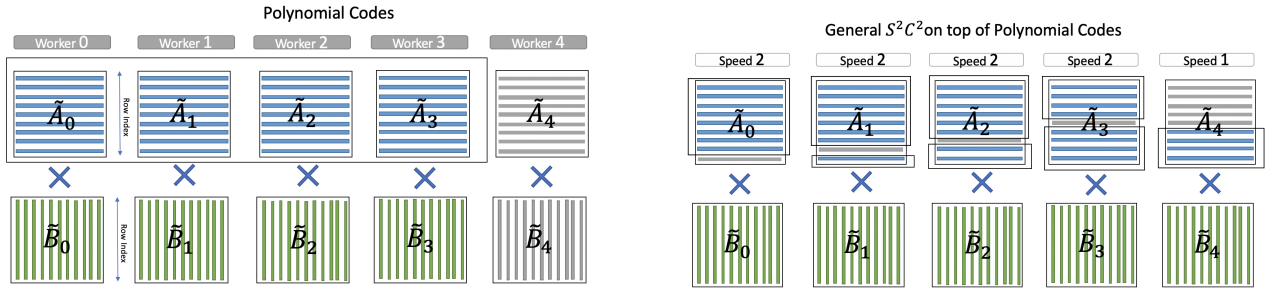 Polynomial Codes
Worker 0
Worker 1
Worker 2
Worker 3
Worker 4
Ã₀
Row Index
Ã₁
Ã₂
Ã₃
Ã₄
B̃₀
Row Index
B̃₁
B̃₂
B̃₃
B̃₄
General S²C²on top of Polynomial Codes
Speed 2
Speed 2
Speed 2
Speed 2
Speed 1
Ã₀
Ã₁
Ã₂
Ã₃
Ã₄
B̃₀
B̃₁
B̃₂
B̃₃
B̃₄